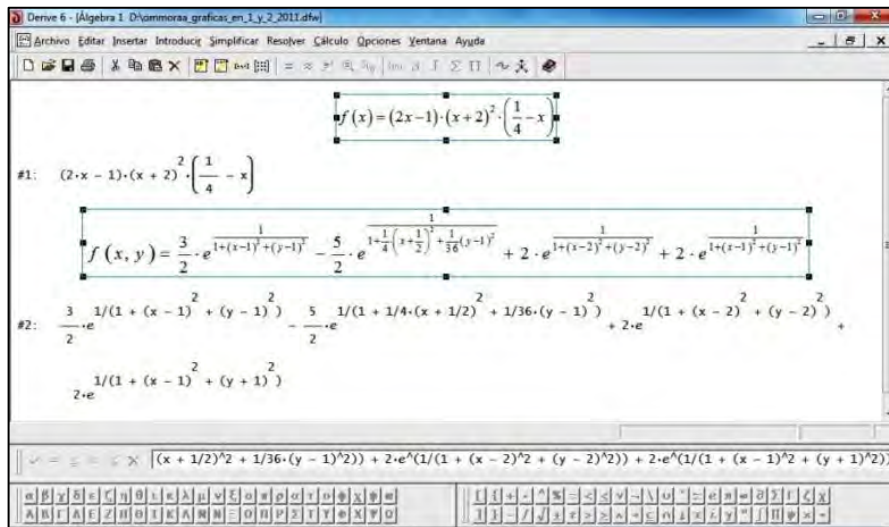 Derive 6 - [Álgebra 1 D:\ommoraa_graficas_en_1_y_2_2011.dfw]
Archivo Editar Insertar Introducir Simplificar Resolver Cálculo Opciones Ventana Ayuda
f(x)=(2x-1)·(x+2)^2·(1/4-x)
#1: (2·x - 1)·(x + 2)^2·(1/4 - x)
f(x, y)=3/2·e^(1/(1+(x-1)^2+(y-1)^2)) - 5/2·e^(1/(1+1/4(x+1/2)^2+1/36(y-1)^2)) + 2·e^(1/(1+(x-2)^2+(y-2)^2)) + 2·e^(1/(1+(x-1)^2+(y-1)^2))
#2: 3/2·e^(1/(1 + (x - 1)^2 + (y - 1)^2)) - 5/2·e^(1/(1 + 1/4·(x + 1/2)^2 + 1/36·(y - 1)^2)) + 2·e^(1/(1 + (x - 2)^2 + (y - 2)^2)) +
2·e^(1/(1 + (x - 1)^2 + (y + 1)^2))
(x + 1/2)^2 + 1/36·(y - 1)^2)) + 2·e^(1/(1 + (x - 2)^2 + (y - 2)^2)) + 2·e^(1/(1 + (x - 1)^2 + (y + 1)^2))